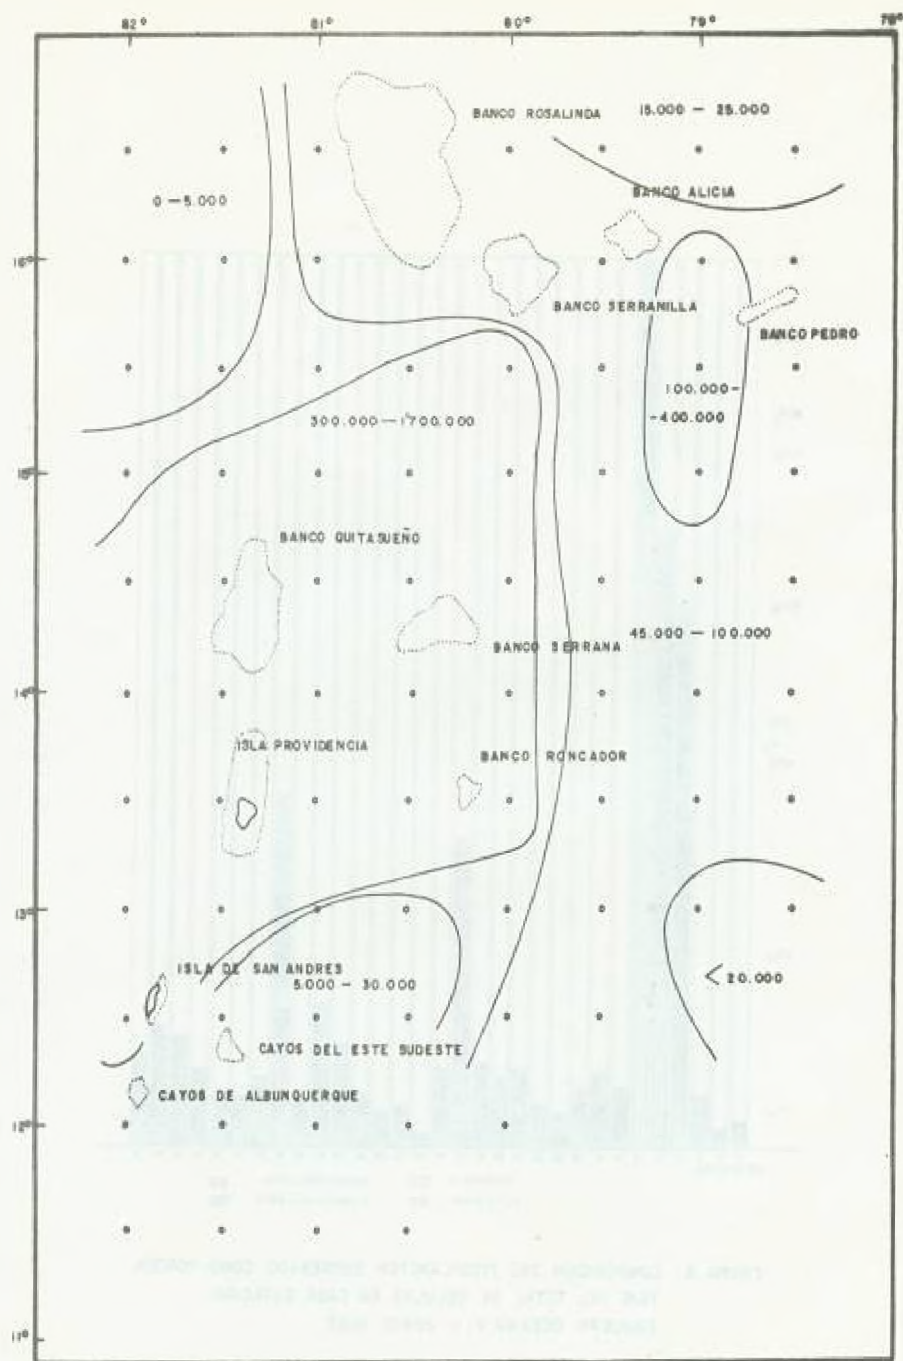 82° 81° 80° 79° 78°
BANCO ROSALINDA 15.000 — 25.000
BANCO ALICIA
0 — 5.000
16°
BANCO SERRANILLA
BANCO PEDRO
100.000-
-400.000
300.000—1700.000
15°
BANCO QUITASUEÑO
45.000 — 100.000
BANCO SERRANA
14°
ISLA PROVIDENCIA
BANCO RONCADOR
13°
ISLA DE SAN ANDRES
5.000 — 30.000
< 20.000
CAYOS DEL ESTE SUDESTE
CAYOS DE ALBUNQUERQUE
12°
11°